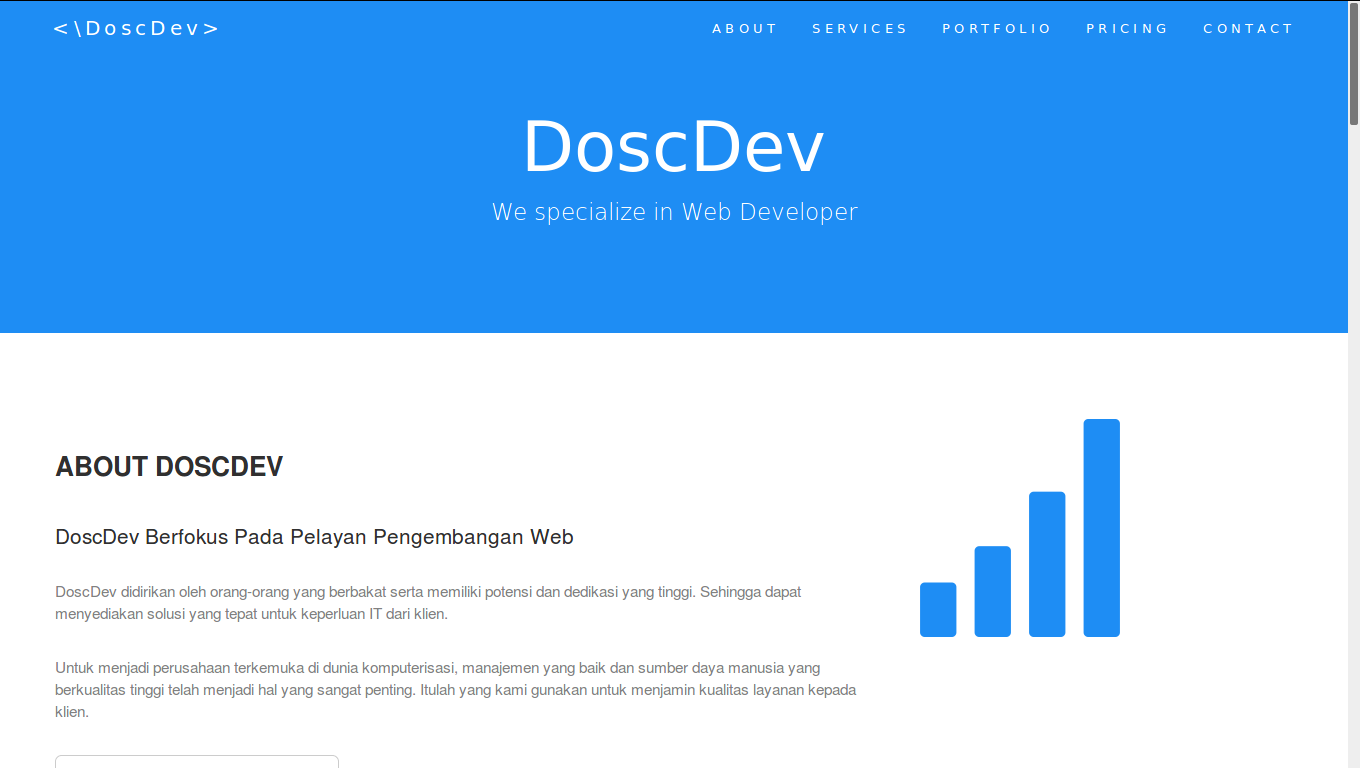 <\DoscDev>
ABOUT SERVICES PORTFOLIO PRICING CONTACT
DoscDev
We specialize in Web Developer
ABOUT DOSCDEV
DoscDev Berfokus Pada Pelayan Pengembangan Web
DoscDev didirikan oleh orang-orang yang berbakat serta memiliki potensi dan dedikasi yang tinggi. Sehingga dapat
menyediakan solusi yang tepat untuk keperluan IT dari klien.
Untuk menjadi perusahaan terkemuka di dunia komputerisasi, manajemen yang baik dan sumber daya manusia yang
berkualitas tinggi telah menjadi hal yang sangat penting. Itulah yang kami gunakan untuk menjamin kualitas layanan kepada
klien.